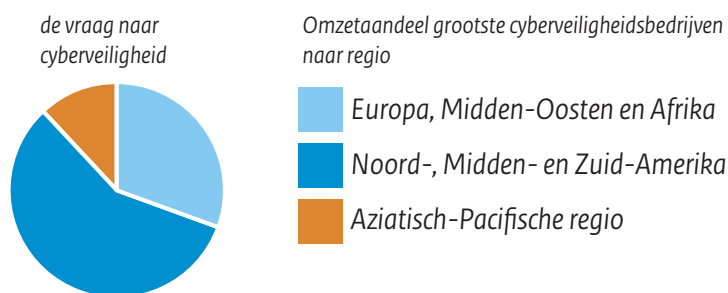 de vraag naar
cyberveiligheid
Omzetaandeel grootste cyberveiligheidsbedrijven
naar regio
Europa, Midden-Oosten en Afrika
Noord-, Midden- en Zuid-Amerika
Aziatisch-Pacifische regio